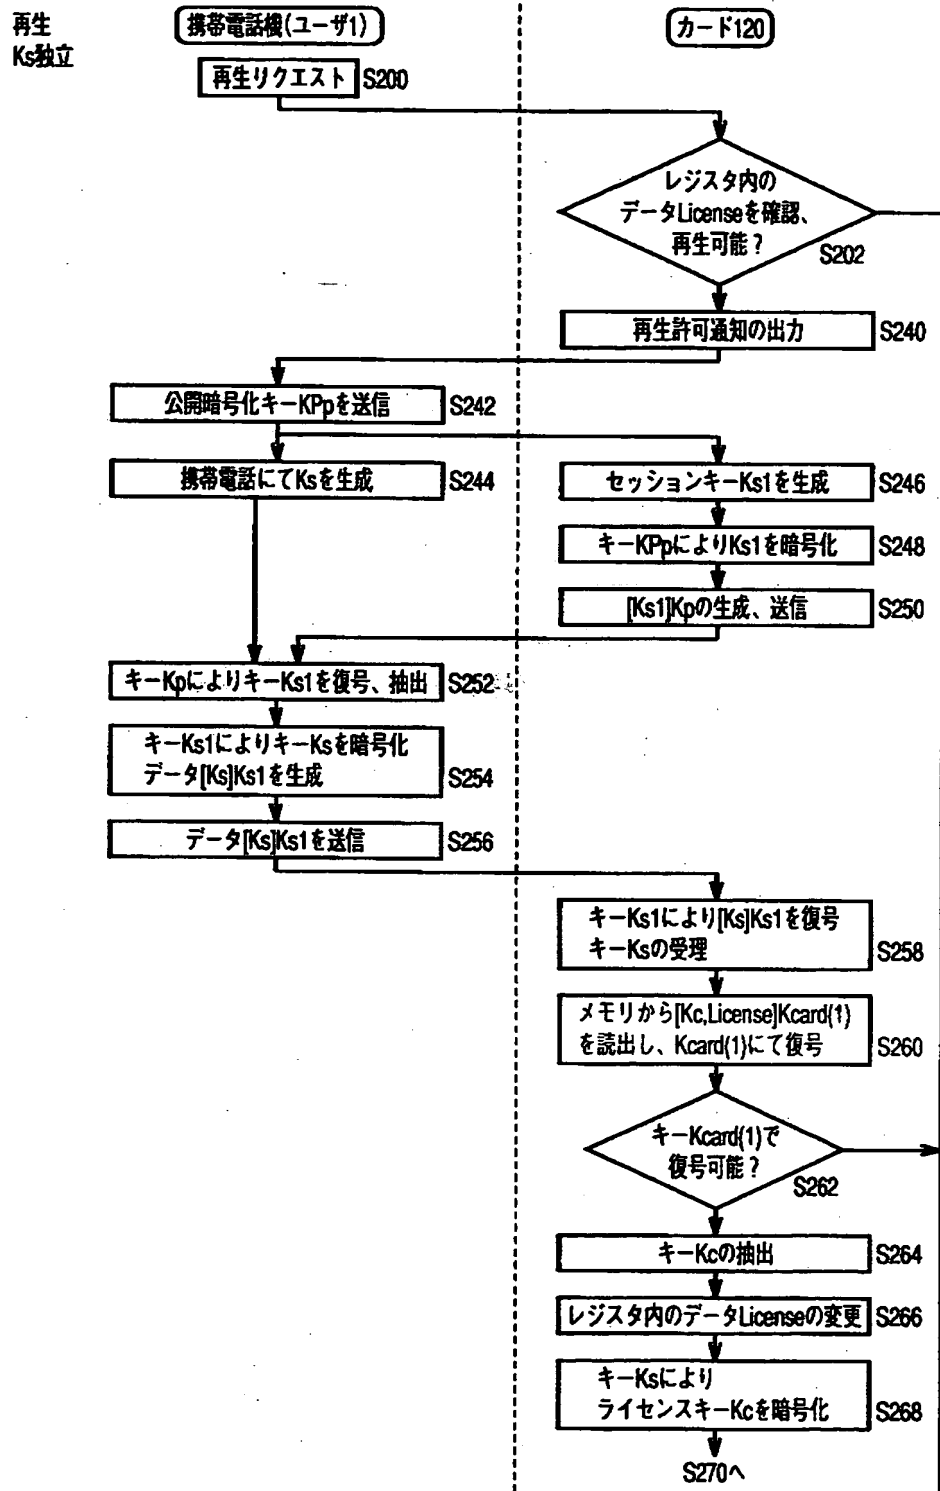 再生
Ks独立
携帯電話機(ユーザ1)
カード120
再生リクエスト
S200
レジスタ内の
データLicenseを確認、
再生可能？
S202
再生許可通知の出力
S240
公開暗号化キーKPpを送信
S242
携帯電話にてKsを生成
S244
セッションキーKs1を生成
S246
キーKPpによりKs1を暗号化
S248
[Ks1]Kpの生成、送信
S250
キーKpによりキーKs1を復号、抽出
S252
キーKs1によりキーKsを暗号化
データ[Ks]Ks1を生成
S254
データ[Ks]Ks1を送信
S256
キーKs1により[Ks]Ks1を復号
キーKsの受理
S258
メモリから[Kc,License]Kcard(1)
を読出し、Kcard(1)にて復号
S260
キーKcard(1)で
復号可能？
S262
キーKcの抽出
S264
レジスタ内のデータLicenseの変更
S266
キーKsにより
ライセンスキーKcを暗号化
S268
S270へ